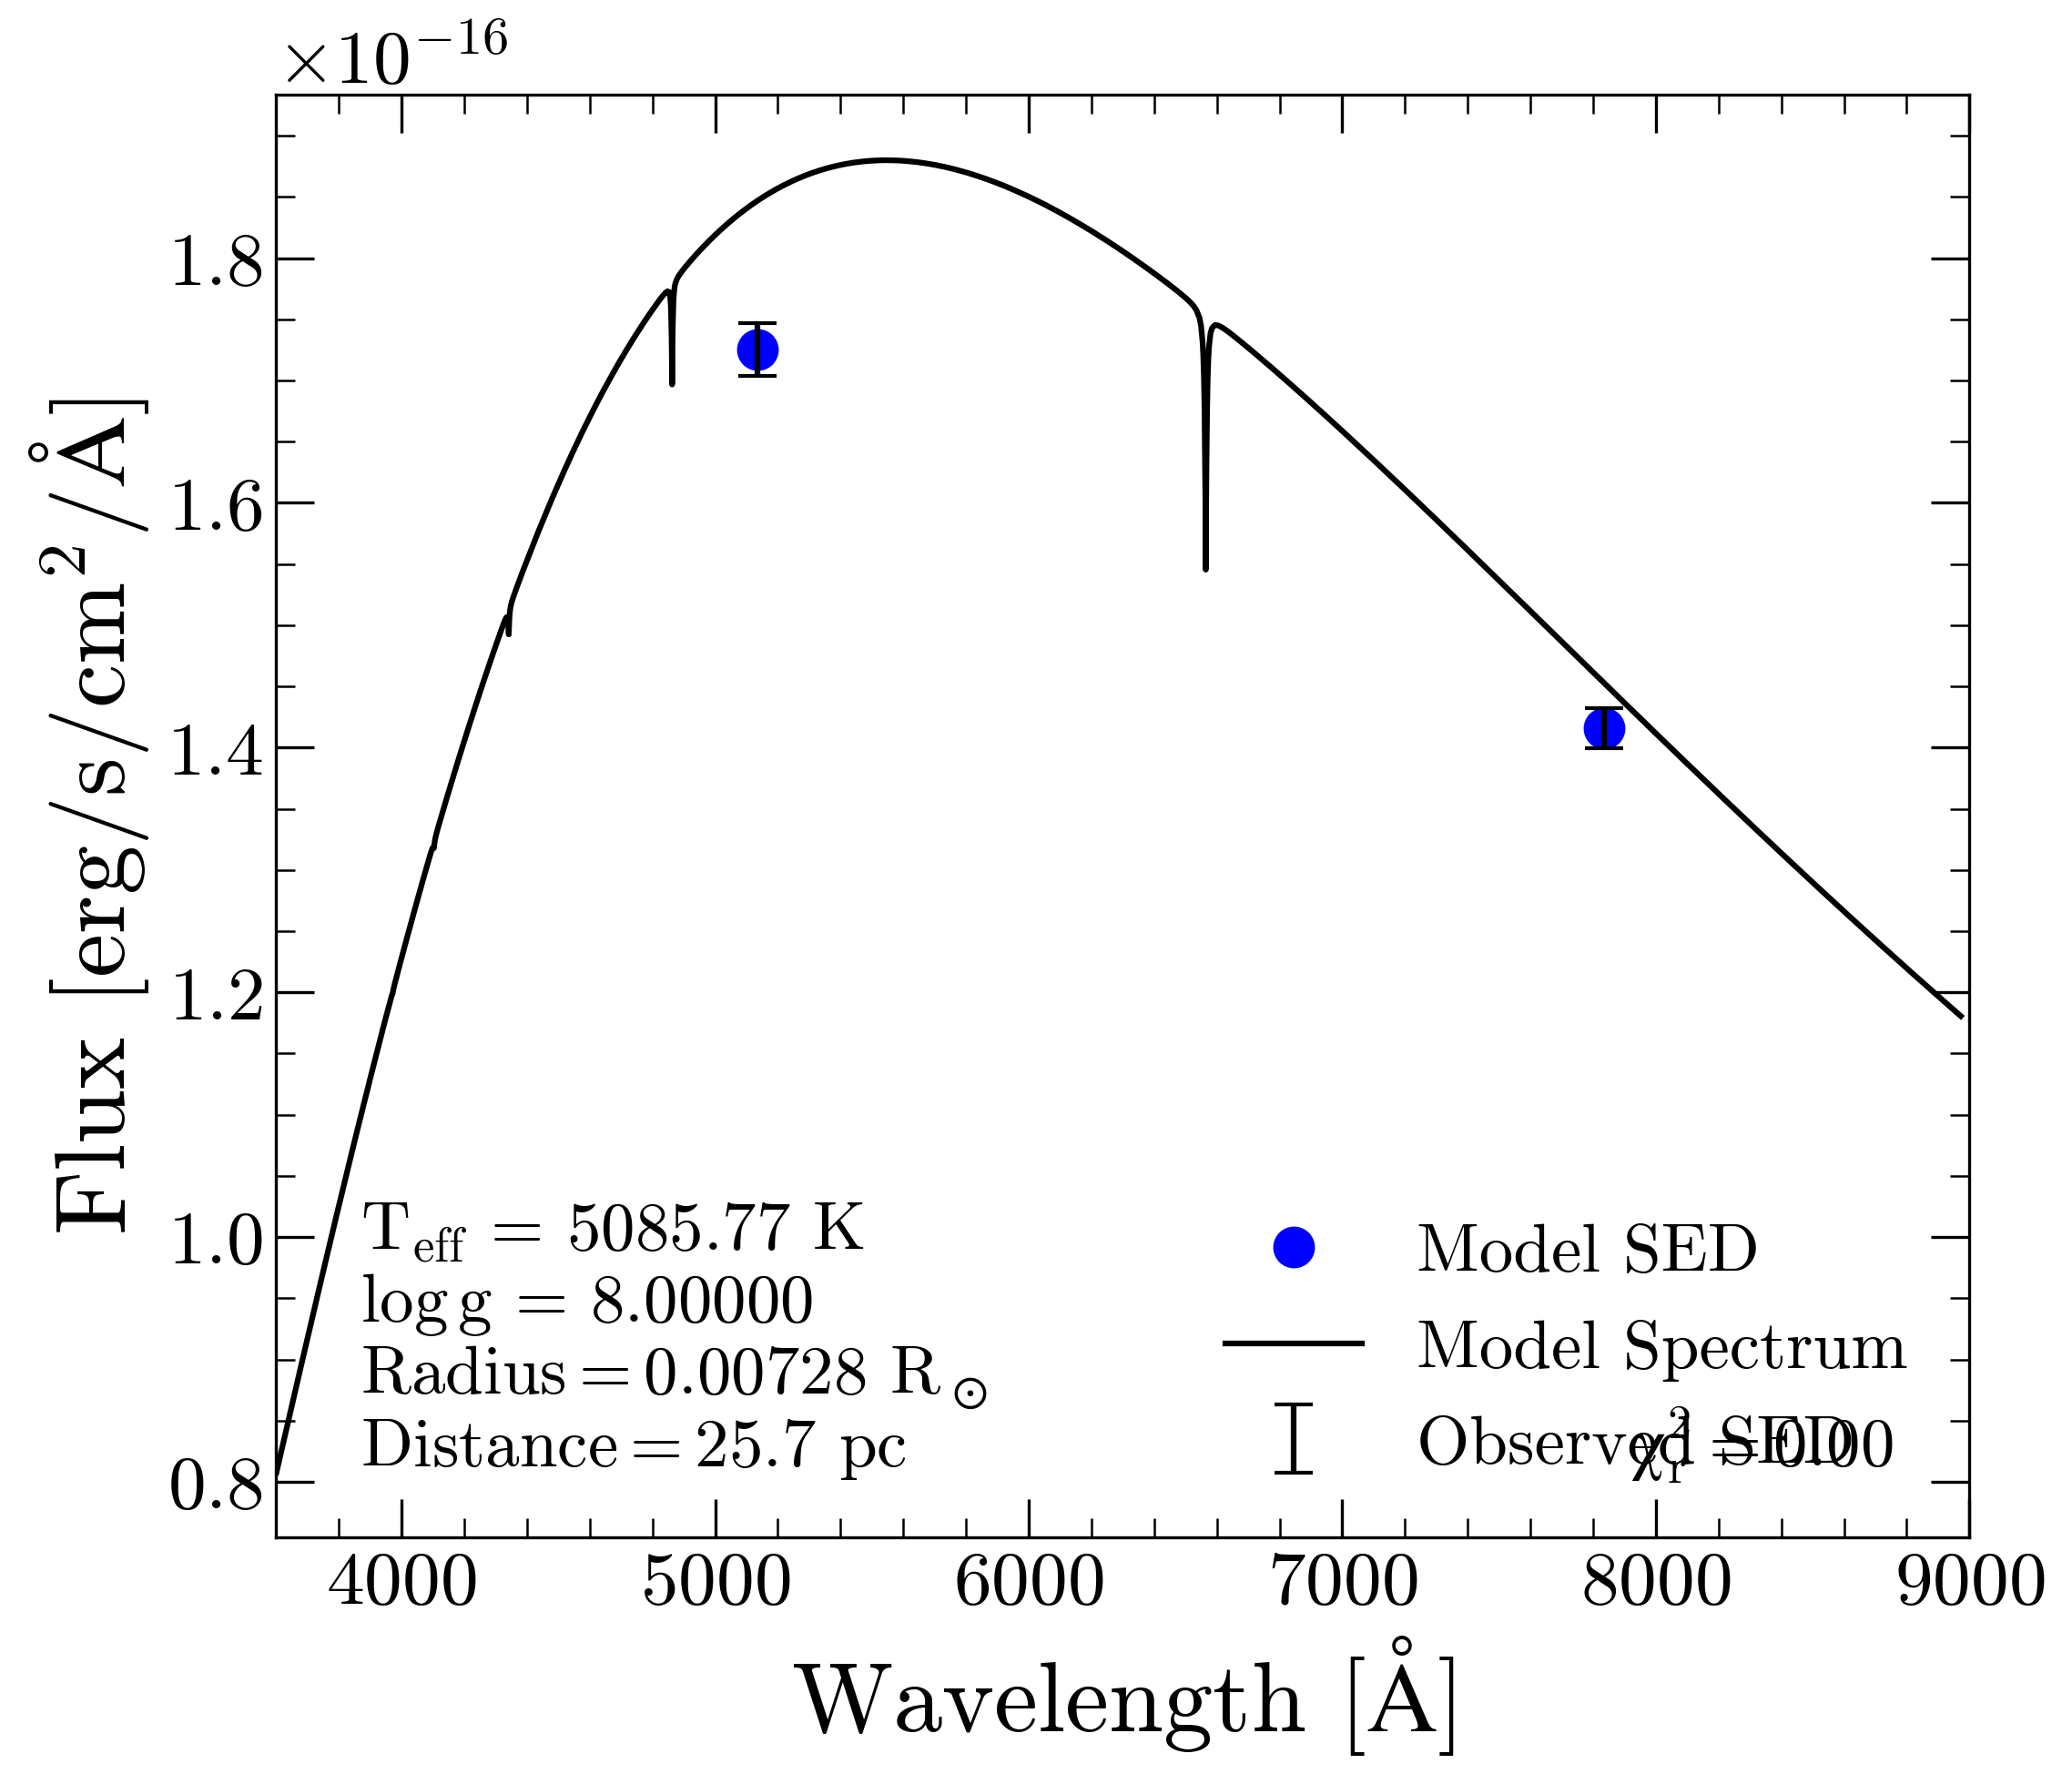 ×10⁻¹⁶
Flux [erg/s/cm²/Å]
1.8
1.6
1.4
1.2
1.0
0.8
T_eff = 5085.77 K
log g = 8.00000
Radius = 0.00728 R_⊙
Distance = 25.7 pc
Model SED
Model Spectrum
Observed SED
χ²_r = 0.00
4000 5000 6000 7000 8000 9000
Wavelength [Å]